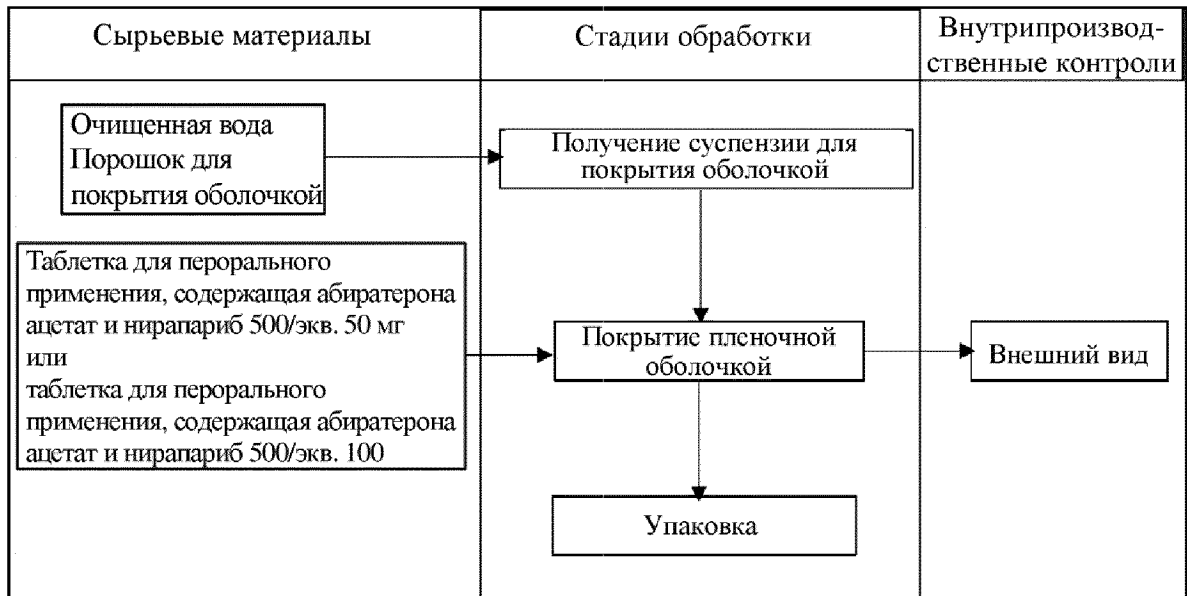 Сырьевые материалы
Стадии обработки
Внутрипроизвод-
ственные контроли
Очищенная вода
Порошок для
покрытия оболочкой
Получение суспензии для
покрытия оболочкой
Таблетка для перорального
применения, содержащая абиратерона
ацетат и нирапариб 500/экв. 50 мг
или
таблетка для перорального
применения, содержащая абиратерона
ацетат и нирапариб 500/экв. 100
Покрытие пленочной
оболочкой
Внешний вид
Упаковка